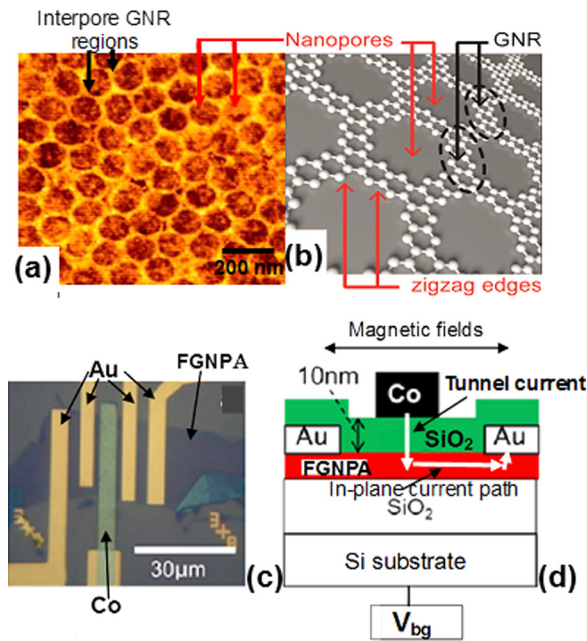 Interpore GNR
regions
Nanopores
GNR
200 nm
(a)
(b)
zigzag edges
Au
FGNPA
30μm
Co
(c)
Magnetic fields
10nm
Co
Tunnel current
Au
SiO2
Au
FGNPA
In-plane current path
SiO2
Si substrate
Vbg
(d)